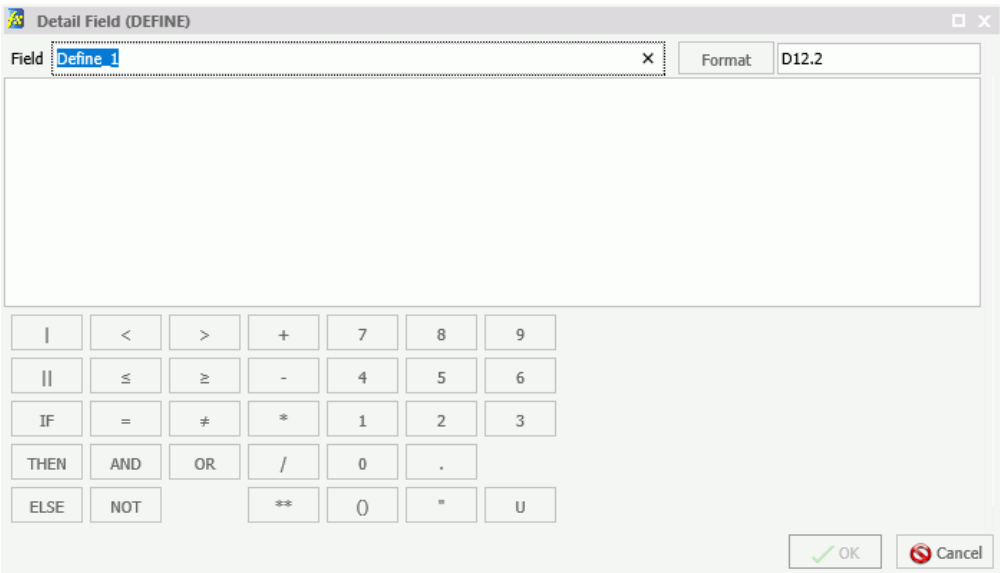 Detail Field (DEFINE)
Field Define_1 × Format D12.2
| < > + 7 8 9
|| ≤ ≥ - 4 5 6
IF = ≠ * 1 2 3
THEN AND OR / 0 .
ELSE NOT ** () " U
OK Cancel